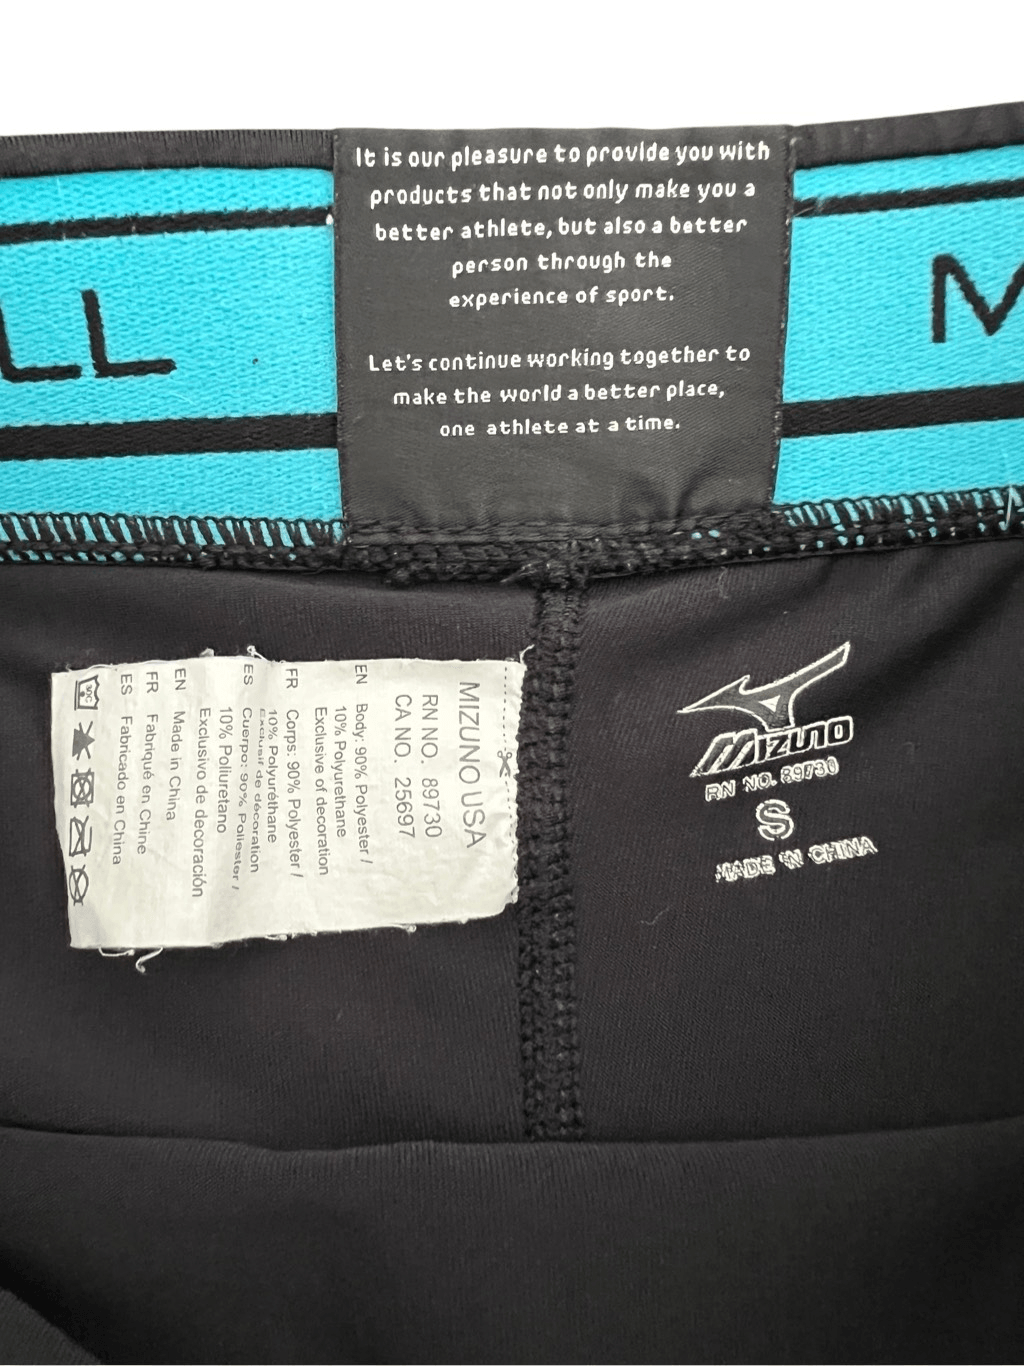 It is our pleasure to provide you with
products that not only make you a
better athlete, but also a better
person through the
experience of sport.
Let's continue working together to
make the world a better place,
one athlete at a time.
LL
M
MIZUNO USA
RN NO. 89730
CA NO. 25697
EN Body: 90% Polyester /
10% Polyurethane
Exclusive of decoration
FR Corps: 90% Polyester /
10% Polyuréthane
Exclusif de décoration
ES Cuerpo: 90% Poliester /
10% Poliuretano
Exclusivo de decoración
EN Made in China
FR Fabriqué en Chine
ES Fabricado en China
MIZUNO
RN NO. 89730
S
MADE IN CHINA